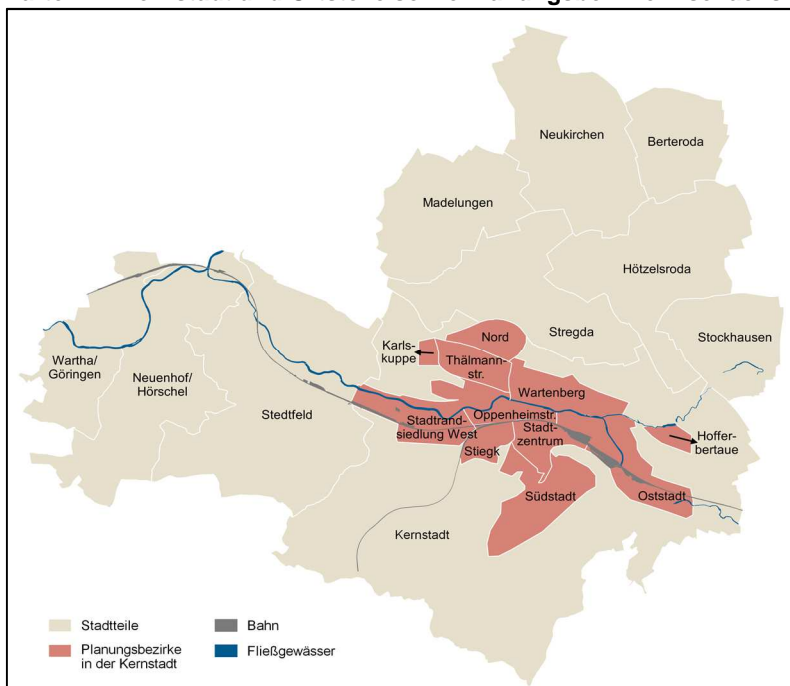 Neukirchen
Berteroda
Madelungen
Hötzelsroda
Stregda
Stockhausen
Nord
Karls-
kuppe
Thälmann-
str.
Wartha/
Göringen
Neuenhof/
Hörschel
Stedtfeld
Wartenberg
Oppenheimstr.
Stadtrand-
siedlung West
Stadt-
zentrum
Hoffer-
bertaue
Stiegk
Südstadt
Oststadt
Kernstadt
Stadtteile
Bahn
Planungsbezirke
in der Kernstadt
Fließgewässer